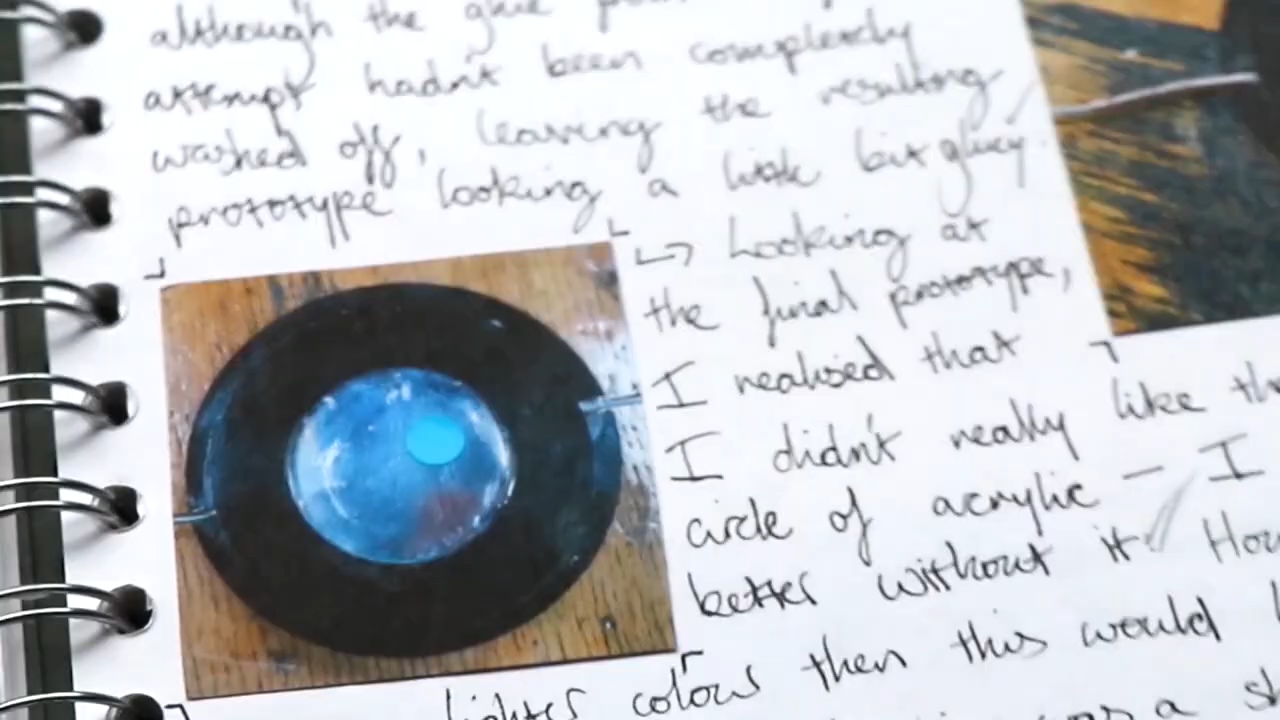 although the glue
attempt hadn't been completely
washed off, leaving the resulting
prototype looking a little bit gluey.
↳ Looking at
the final prototype,
I realised that
I didn't really like the
circle of acrylic – I
better without it. How
lighter colour then this would
was a